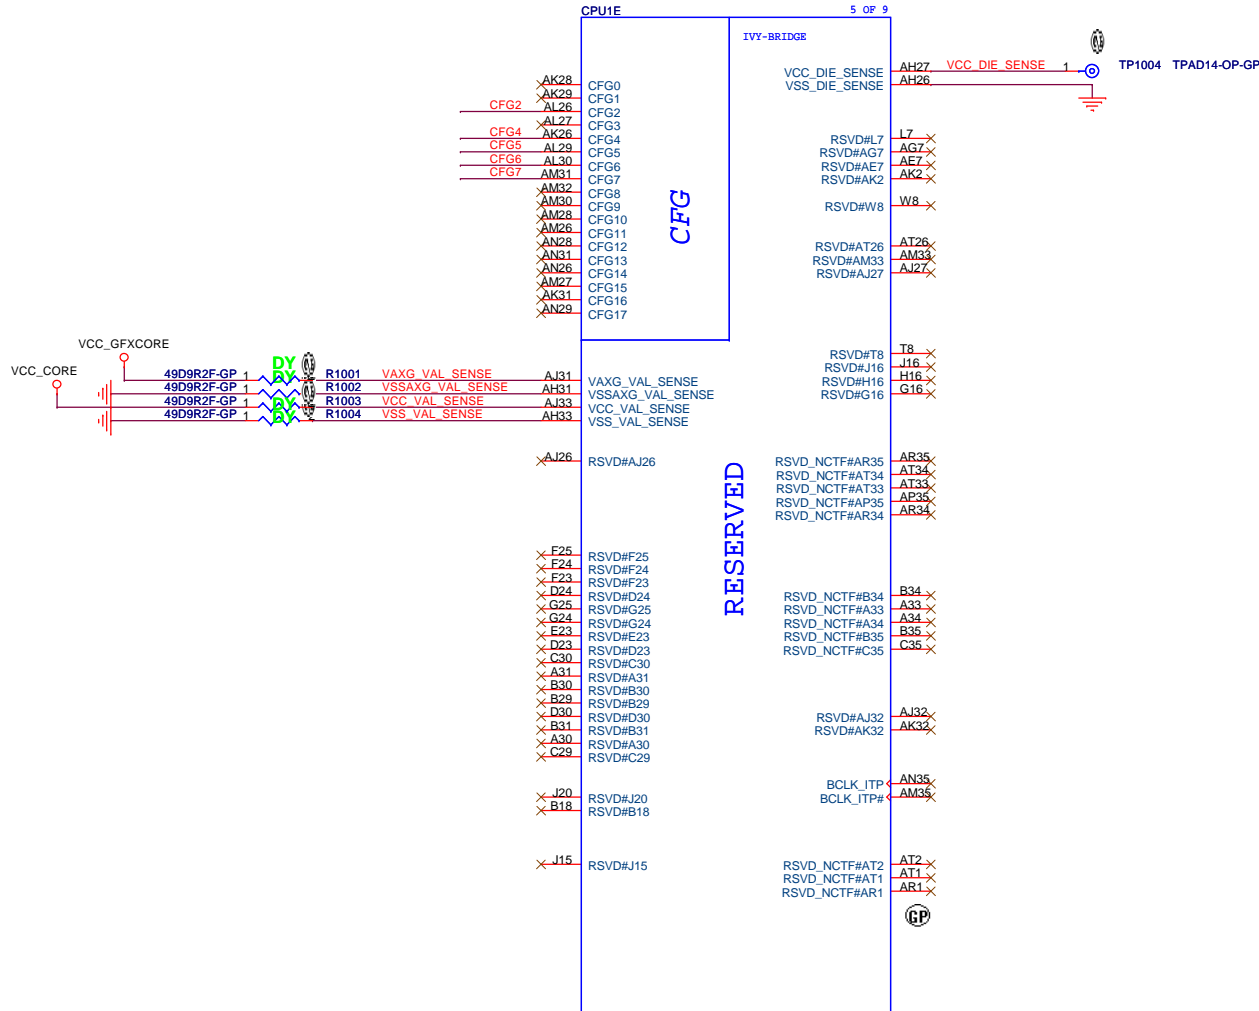 CPU1E 5 OF 9
IVY-BRIDGE
CFG
RESERVED
AK28 CFG0
AK29 CFG1
CFG2 AL26 CFG2
AL27 CFG3
CFG4 AK26 CFG4
CFG5 AL29 CFG5
CFG6 AL30 CFG6
CFG7 AM31 CFG7
AM32 CFG8
AM30 CFG9
AM28 CFG10
AM26 CFG11
AN28 CFG12
AN31 CFG13
AN26 CFG14
AM27 CFG15
AK31 CFG16
AN29 CFG17
VCC_GFXCORE
VCC_CORE
DY
DY
DY
DY
49D9R2F-GP 1 R1001 VAXG_VAL_SENSE AJ31 VAXG_VAL_SENSE
49D9R2F-GP 1 R1002 VSSAXG_VAL_SENSE AH31 VSSAXG_VAL_SENSE
49D9R2F-GP 1 R1003 VCC_VAL_SENSE AJ33 VCC_VAL_SENSE
49D9R2F-GP 1 R1004 VSS_VAL_SENSE AH33 VSS_VAL_SENSE
AJ26 RSVD#AJ26
F25 RSVD#F25
F24 RSVD#F24
F23 RSVD#F23
D24 RSVD#D24
G25 RSVD#G25
G24 RSVD#G24
E23 RSVD#E23
D23 RSVD#D23
C30 RSVD#C30
A31 RSVD#A31
B30 RSVD#B30
B29 RSVD#B29
D30 RSVD#D30
B31 RSVD#B31
A30 RSVD#A30
C29 RSVD#C29
J20 RSVD#J20
B18 RSVD#B18
J15 RSVD#J15
VCC_DIE_SENSE AH27 VCC_DIE_SENSE 1 TP1004 TPAD14-OP-GP
VSS_DIE_SENSE AH26
RSVD#L7 L7
RSVD#AG7 AG7
RSVD#AE7 AE7
RSVD#AK2 AK2
RSVD#W8 W8
RSVD#AT26 AT26
RSVD#AM33 AM33
RSVD#AJ27 AJ27
RSVD#T8 T8
RSVD#J16 J16
RSVD#H16 H16
RSVD#G16 G16
RSVD_NCTF#AR35 AR35
RSVD_NCTF#AT34 AT34
RSVD_NCTF#AT33 AT33
RSVD_NCTF#AP35 AP35
RSVD_NCTF#AR34 AR34
RSVD_NCTF#B34 B34
RSVD_NCTF#A33 A33
RSVD_NCTF#A34 A34
RSVD_NCTF#B35 B35
RSVD_NCTF#C35 C35
RSVD#AJ32 AJ32
RSVD#AK32 AK32
BCLK_ITP AN35
BCLK_ITP# AM35
RSVD_NCTF#AT2 AT2
RSVD_NCTF#AT1 AT1
RSVD_NCTF#AR1 AR1
GP